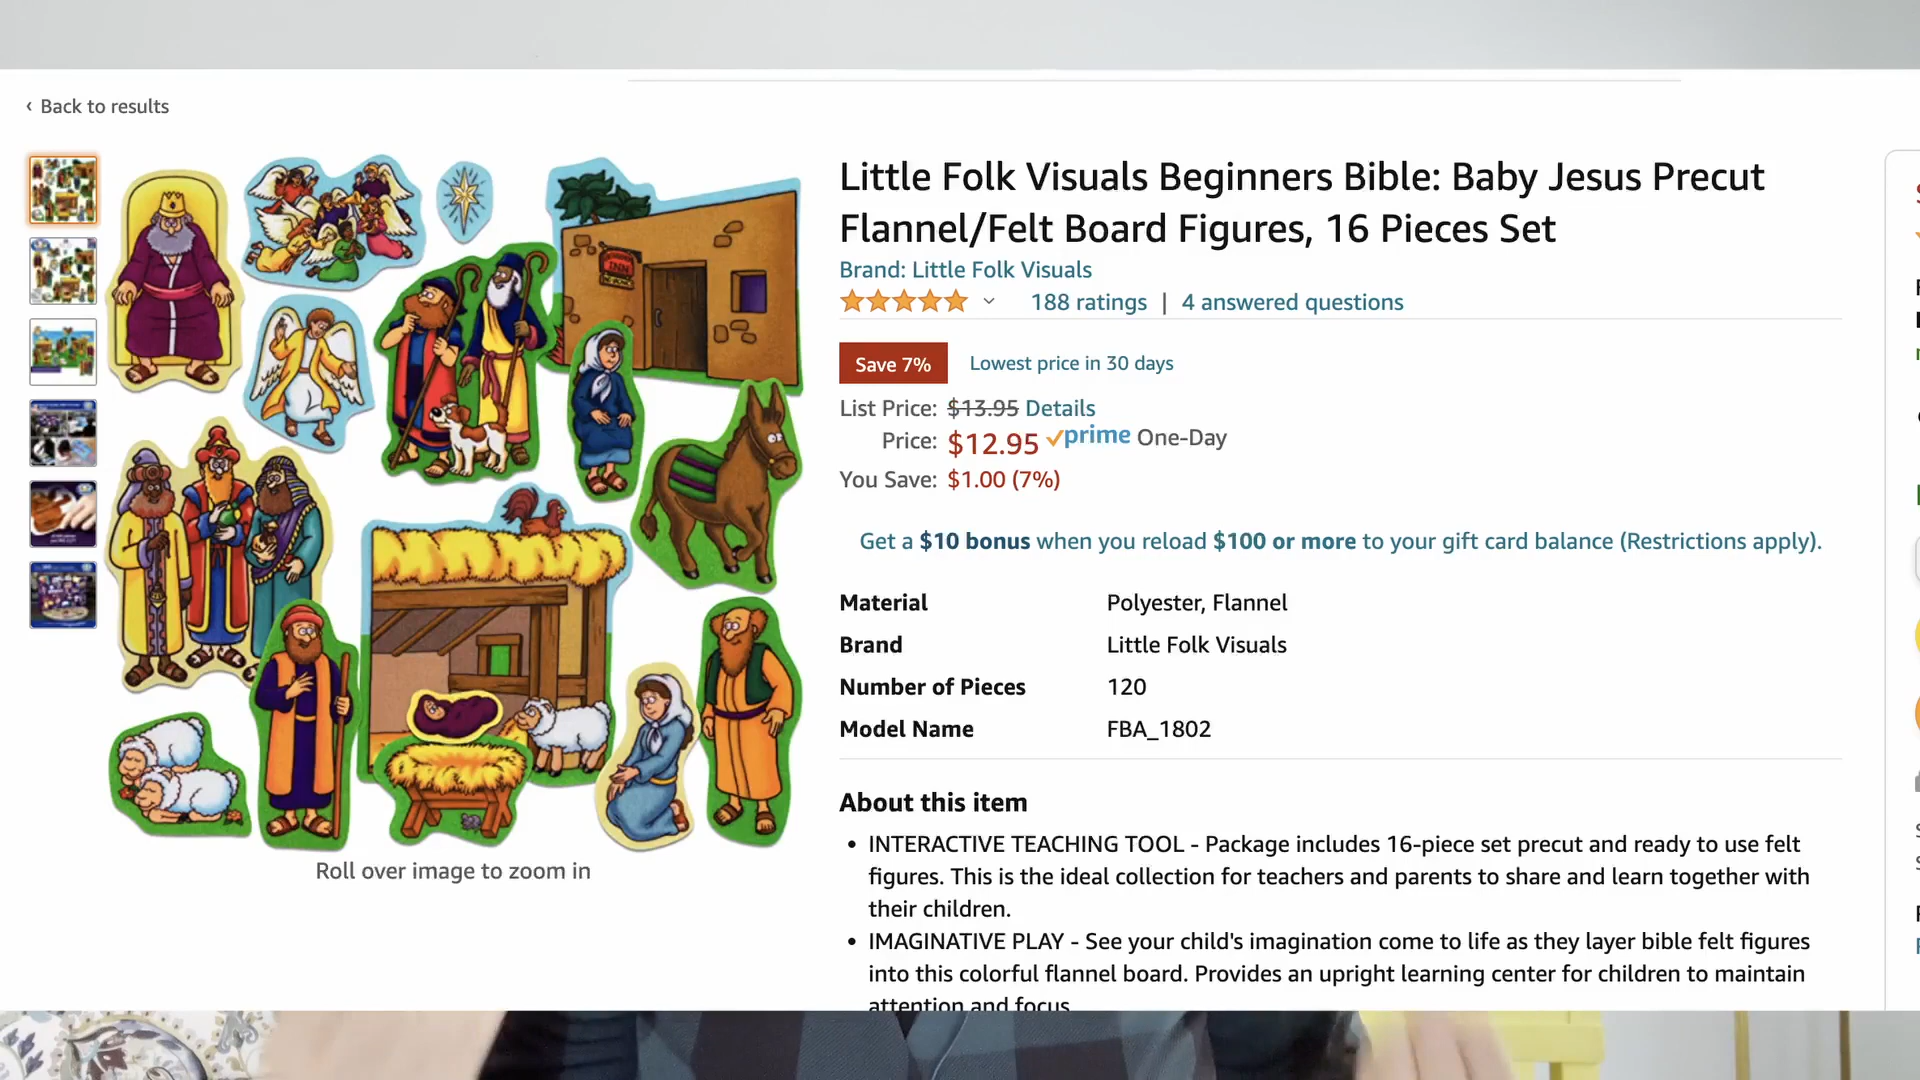 ‹ Back to results
Little Folk Visuals Beginners Bible: Baby Jesus Precut
Flannel/Felt Board Figures, 16 Pieces Set
Brand: Little Folk Visuals
188 ratings | 4 answered questions
Save 7% Lowest price in 30 days
List Price: $13.95 Details
Price: $12.95 prime One-Day
You Save: $1.00 (7%)
Get a $10 bonus when you reload $100 or more to your gift card balance (Restrictions apply).
Material Polyester, Flannel
Brand Little Folk Visuals
Number of Pieces 120
Model Name FBA_1802
About this item
• INTERACTIVE TEACHING TOOL - Package includes 16-piece set precut and ready to use felt
figures. This is the ideal collection for teachers and parents to share and learn together with
their children.
• IMAGINATIVE PLAY - See your child's imagination come to life as they layer bible felt figures
into this colorful flannel board. Provides an upright learning center for children to maintain
attention and focus
INN
Roll over image to zoom in